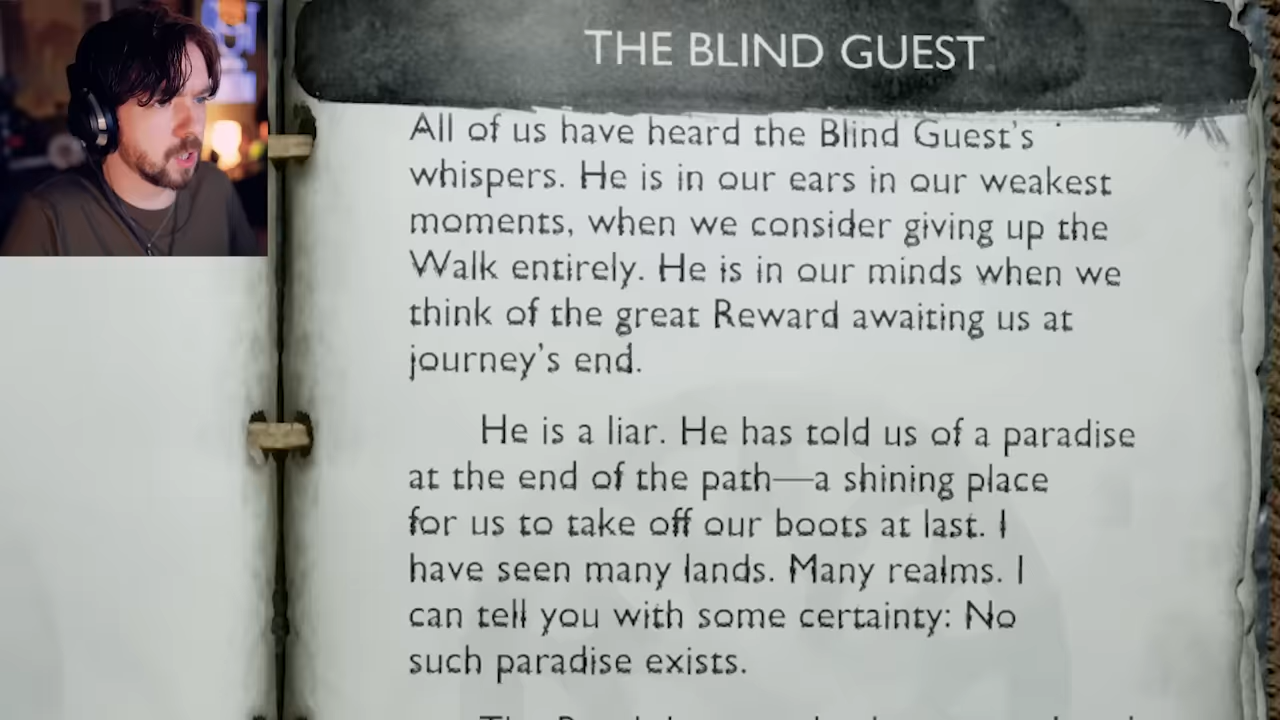 THE BLIND GUEST
All of us have heard the Blind Guest's
whispers. He is in our ears in our weakest
moments, when we consider giving up the
Walk entirely. He is in our minds when we
think of the great Reward awaiting us at
journey's end.
He is a liar. He has told us of a paradise
at the end of the path—a shining place
for us to take off our boots at last. I
have seen many lands. Many realms. I
can tell you with some certainty: No
such paradise exists.